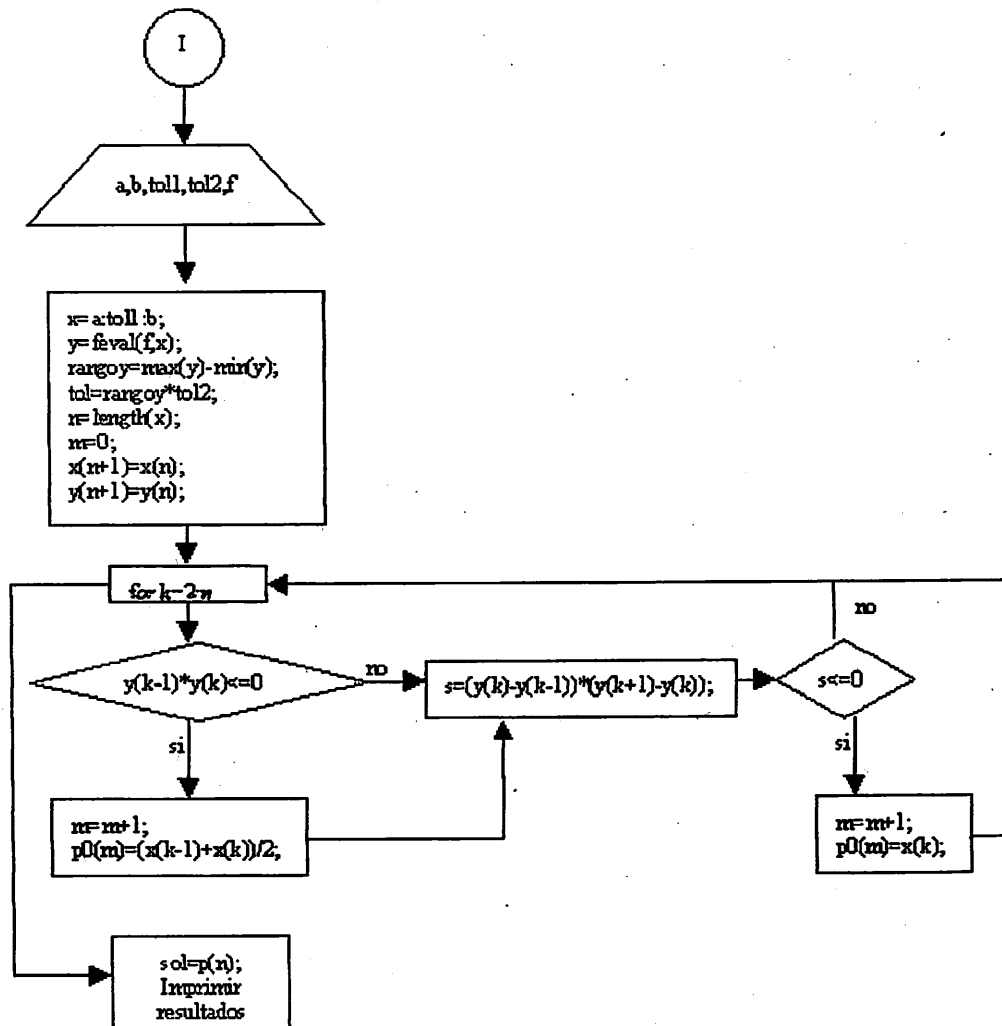 I
a,b,tol1,tol2,f
x=a:tol1:b;
y=feval(f,x);
rangoy=max(y)-min(y);
tol=rangoy*tol2;
n=length(x);
m=0;
x(n+1)=x(n);
y(n+1)=y(n);
for k=2:n
y(k-1)*y(k)<=0
no
s=(y(k)-y(k-1))*(y(k+1)-y(k));
s<=0
no
si
m=m+1;
p0(m)=(x(k-1)+x(k))/2;
si
m=m+1;
p0(m)=x(k);
sol=p(n);
Imprimir
resultados